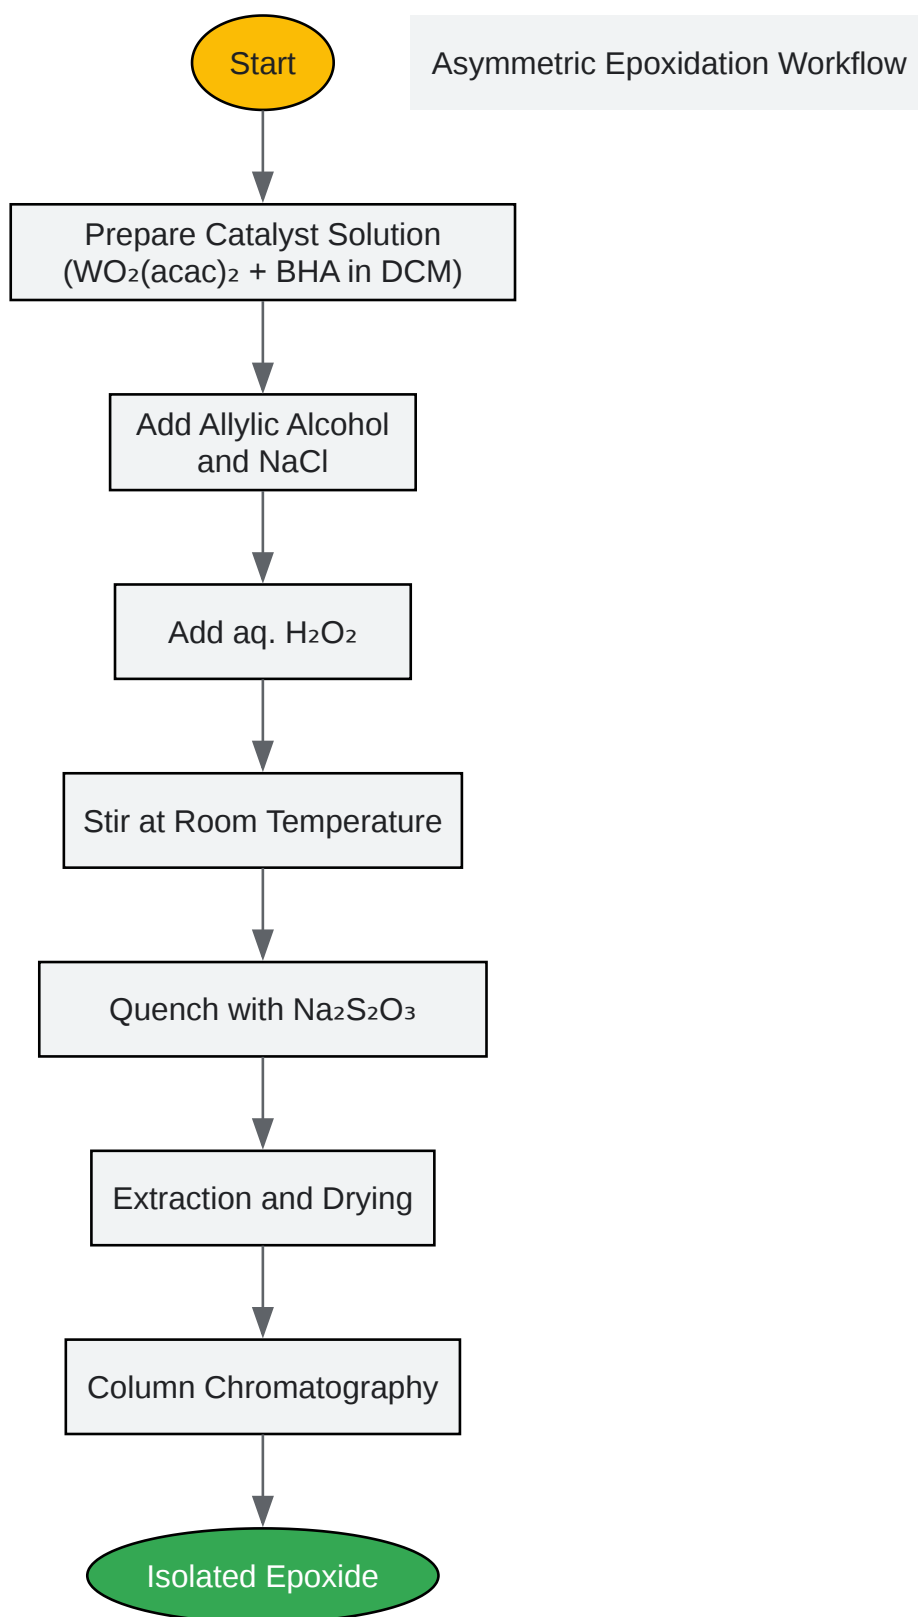 Start
Asymmetric Epoxidation Workflow
Prepare Catalyst Solution
(WO₂(acac)₂ + BHA in DCM)
Add Allylic Alcohol
and NaCl
Add aq. H₂O₂
Stir at Room Temperature
Quench with Na₂S₂O₃
Extraction and Drying
Column Chromatography
Isolated Epoxide